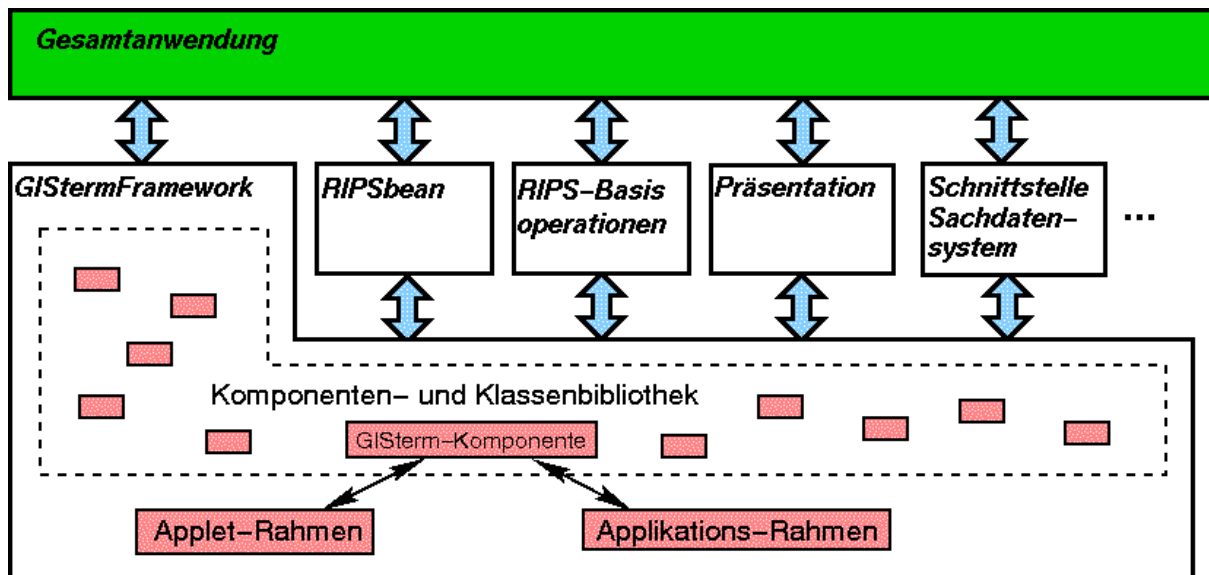 Gesamtanwendung
GIStermFramework
RIPSbean
RIPS-Basis
operationen
Präsentation
Schnittstelle
Sachdaten-
system
...
Komponenten- und Klassenbibliothek
GISterm-Komponente
Applet-Rahmen
Applikations-Rahmen